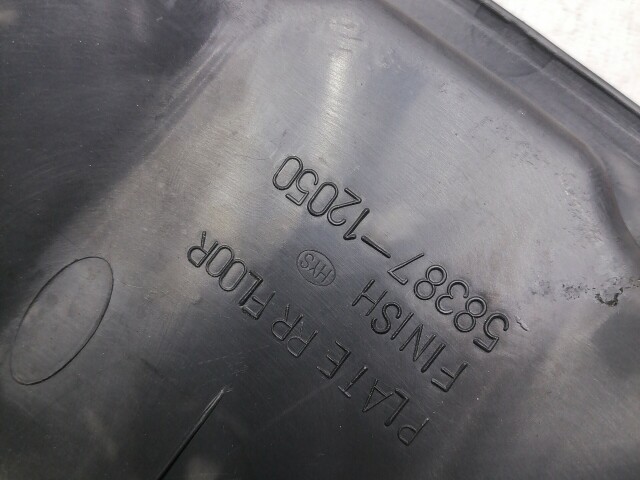 58387-12050
FINISH HYS
PLATE RR FLOOR